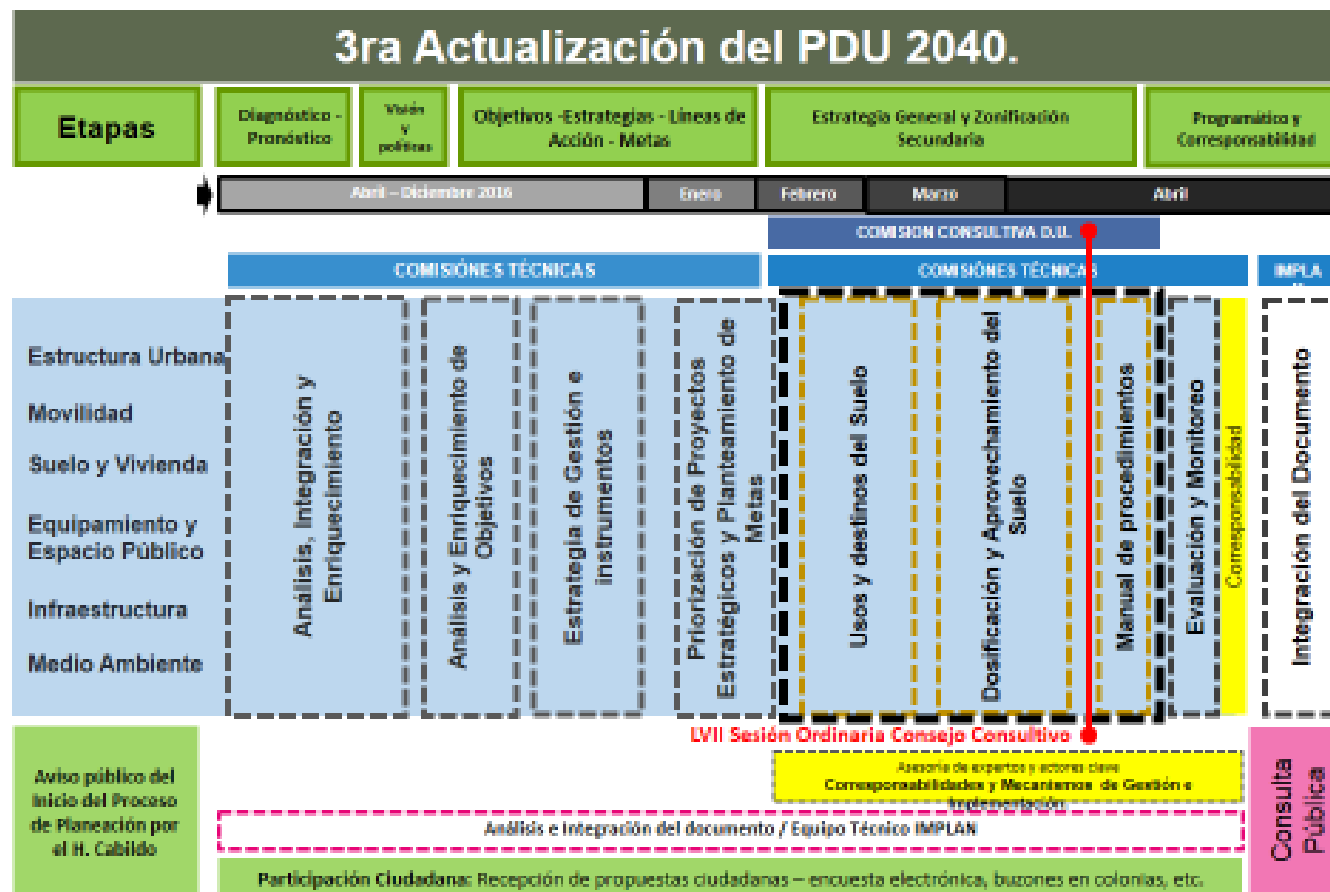 3ra Actualización del PDU 2040.
Etapas
Diagnóstico -
Pronóstico
Visión
y
políticas
Objetivos -Estrategias - Líneas de
Acción - Metas
Estrategia General y Zonificación
Secundaria
Programático y
Corresponsabilidad
Abril – Diciembre 2016
Enero
Febrero
Marzo
Abril
COMISION CONSULTIVA D.U.
COMISIÓNES TÉCNICAS
COMISIÓNES TÉCNICAS
IMPLA
Estructura Urbana
Movilidad
Suelo y Vivienda
Equipamiento y
Espacio Público
Infraestructura
Medio Ambiente
Análisis, Integración y
Enriquecimiento
Análisis y Enriquecimiento de
Objetivos
Estrategia de Gestión e
instrumentos
Priorización de Proyectos
Estratégicos y Planteamiento de
Metas
Usos y destinos del Suelo
Dosificación y Aprovechamiento del
Suelo
Manual de procedimientos
Evaluación y Monitoreo
Corresponsabilidad
Integración del Documento
LVII Sesión Ordinaria Consejo Consultivo
Aviso público del
Inicio del Proceso
de Planeación por
el H. Cabildo
Asesoría de expertos y actores clave
Corresponsabilidades y Mecanismos de Gestión e
Implementación
Análisis e Integración del documento / Equipo Técnico IMPLAN
Participación Ciudadana: Recepción de propuestas ciudadanas – encuesta electrónica, buzones en colonias, etc.
Consulta
Pública